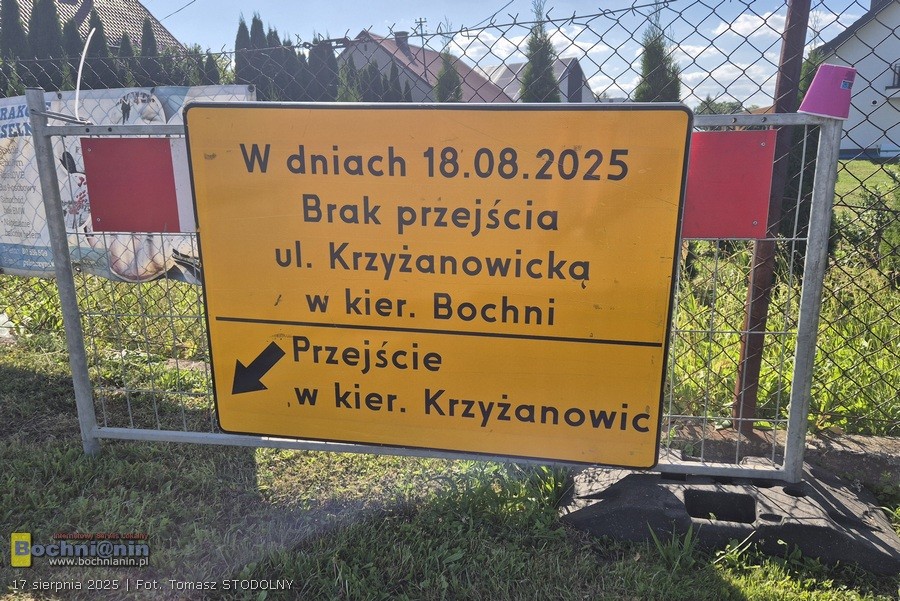 W dniach 18.08.2025
Brak przejścia
ul. Krzyżanowicką
w kier. Bochni
Przejście
w kier. Krzyżanowic
Bochni@nin
www.bochnianin.pl
17 sierpnia 2025 | Fot. Tomasz STODOLNY